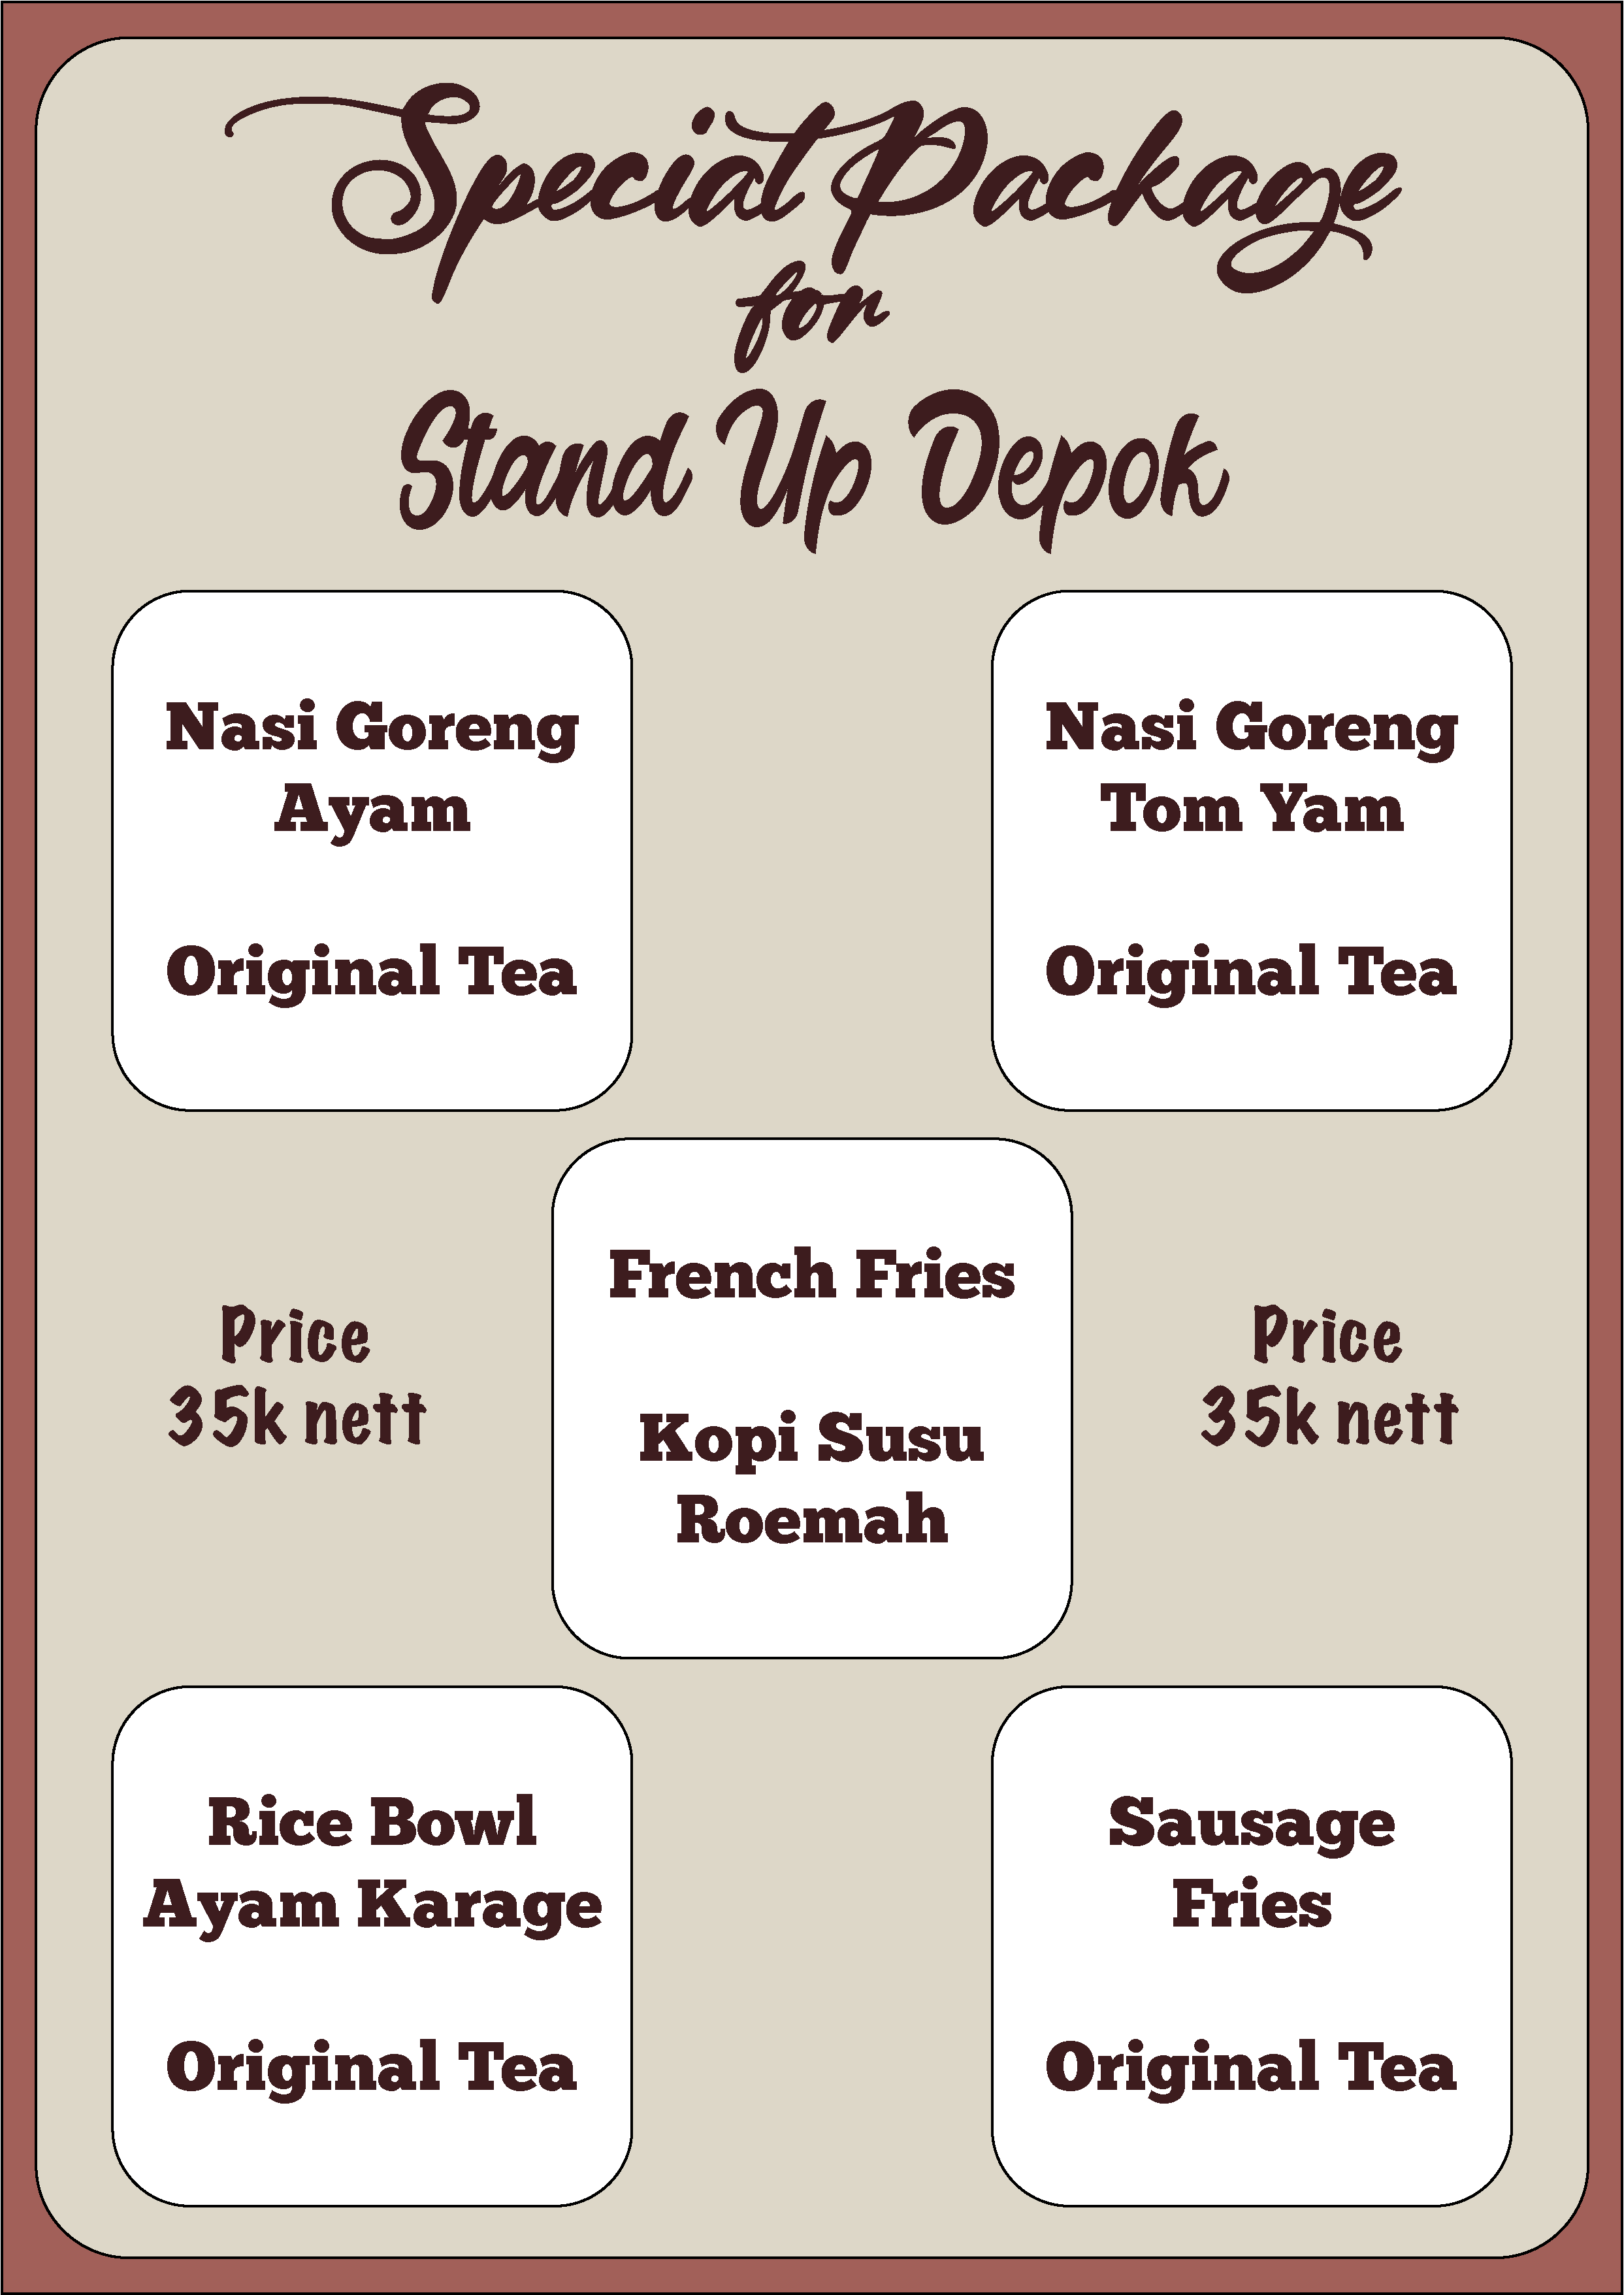 Special Package
for
Stand Up Depok
Nasi Goreng
Ayam
Original Tea
Nasi Goreng
Tom Yam
Original Tea
Price
35k nett
French Fries
Kopi Susu
Roemah
Price
35k nett
Rice Bowl
Ayam Karage
Original Tea
Sausage
Fries
Original Tea